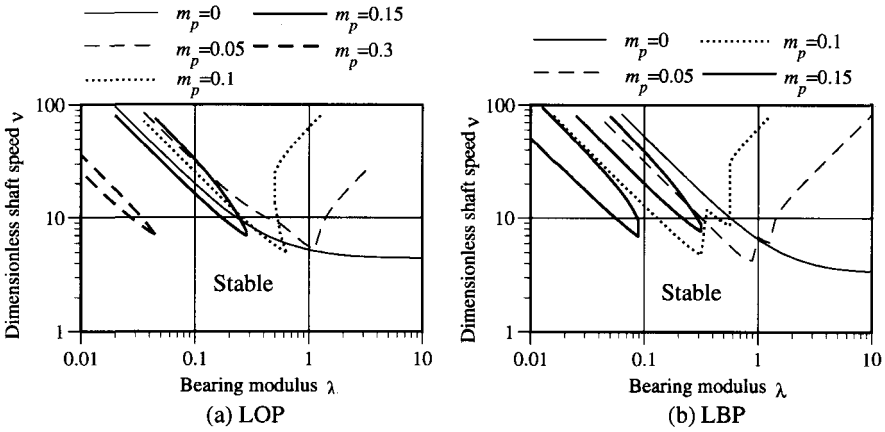 m_p=0
m_p=0.15
m_p=0.05
m_p=0.3
m_p=0.1
Dimensionless shaft speed ν
100
10
1
Stable
0.01
0.1
1
10
Bearing modulus λ
(a) LOP
m_p=0
m_p=0.1
m_p=0.05
m_p=0.15
Dimensionless shaft speed ν
100
10
1
Stable
0.01
0.1
1
10
Bearing modulus λ
(b) LBP